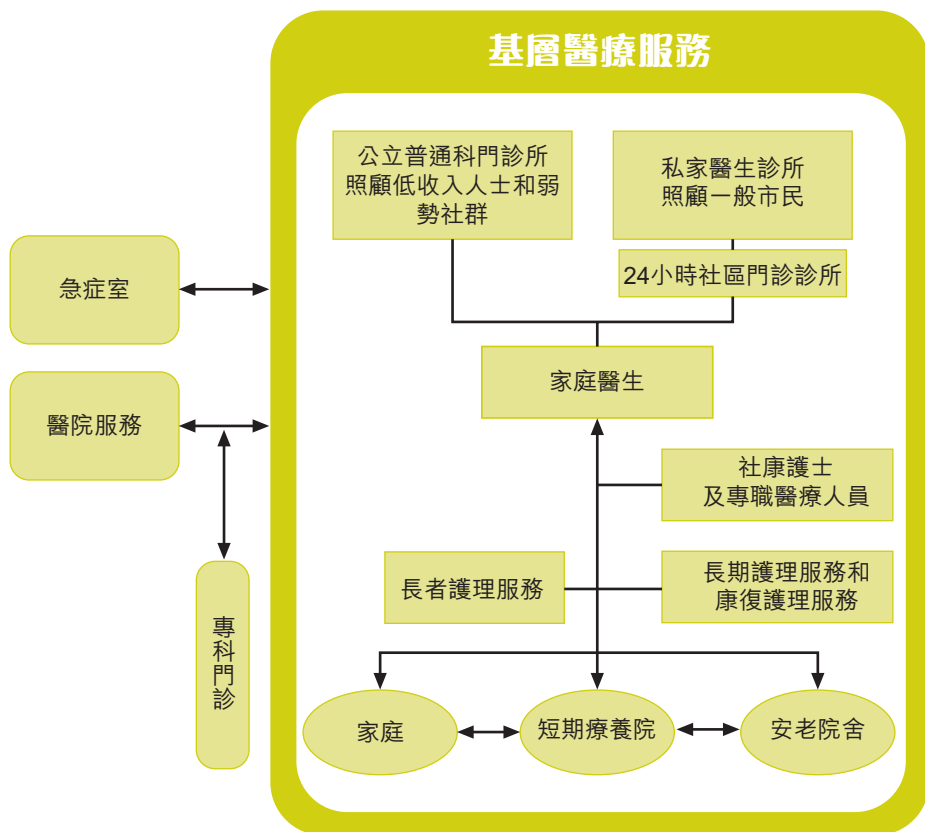 基層醫療服務
公立普通科門診所
照顧低收入人士和弱
勢社群
私家醫生診所
照顧一般市民
24小時社區門診診所
急症室
家庭醫生
醫院服務
社康護士
及專職醫療人員
長者護理服務
長期護理服務和
康復護理服務
專科門診
家庭
短期療養院
安老院舍